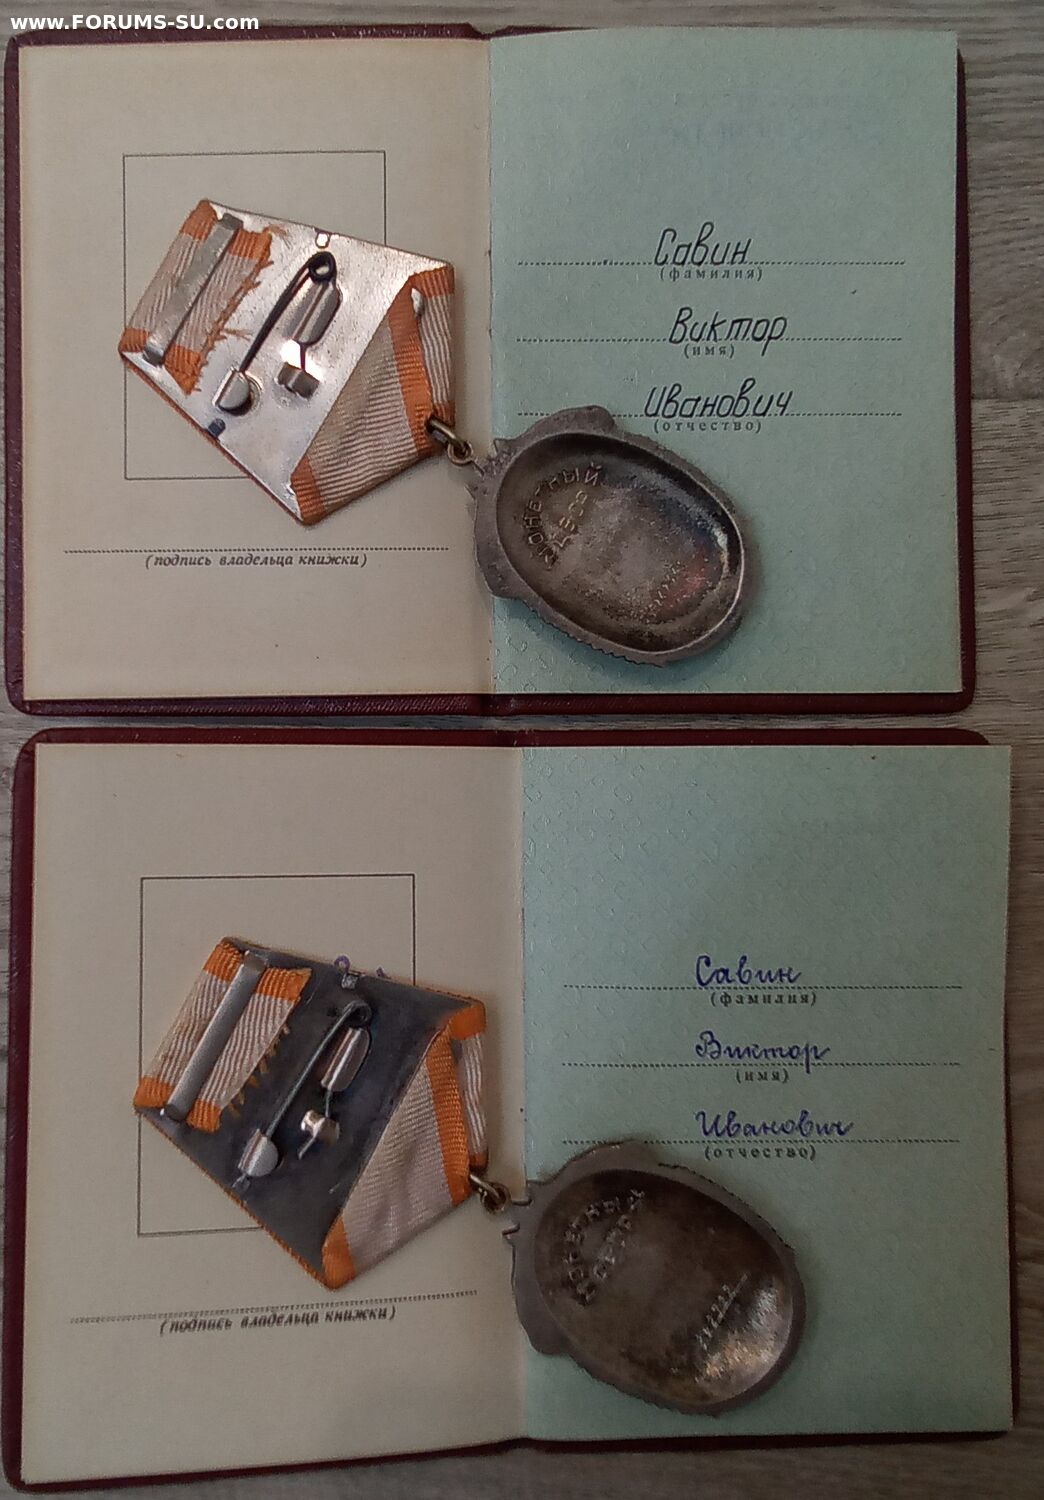 www.FORUMS-SU.com
Савин
(фамилия)
Виктор
(имя)
Иванович
(отчество)
МОНЕТНЫЙ
ДВОР
(подпись владельца книжки)
Савин
(фамилия)
Виктор
(имя)
Иванович
(отчество)
МОНЕТНЫЙ
ДВОР
(подпись владельца книжки)